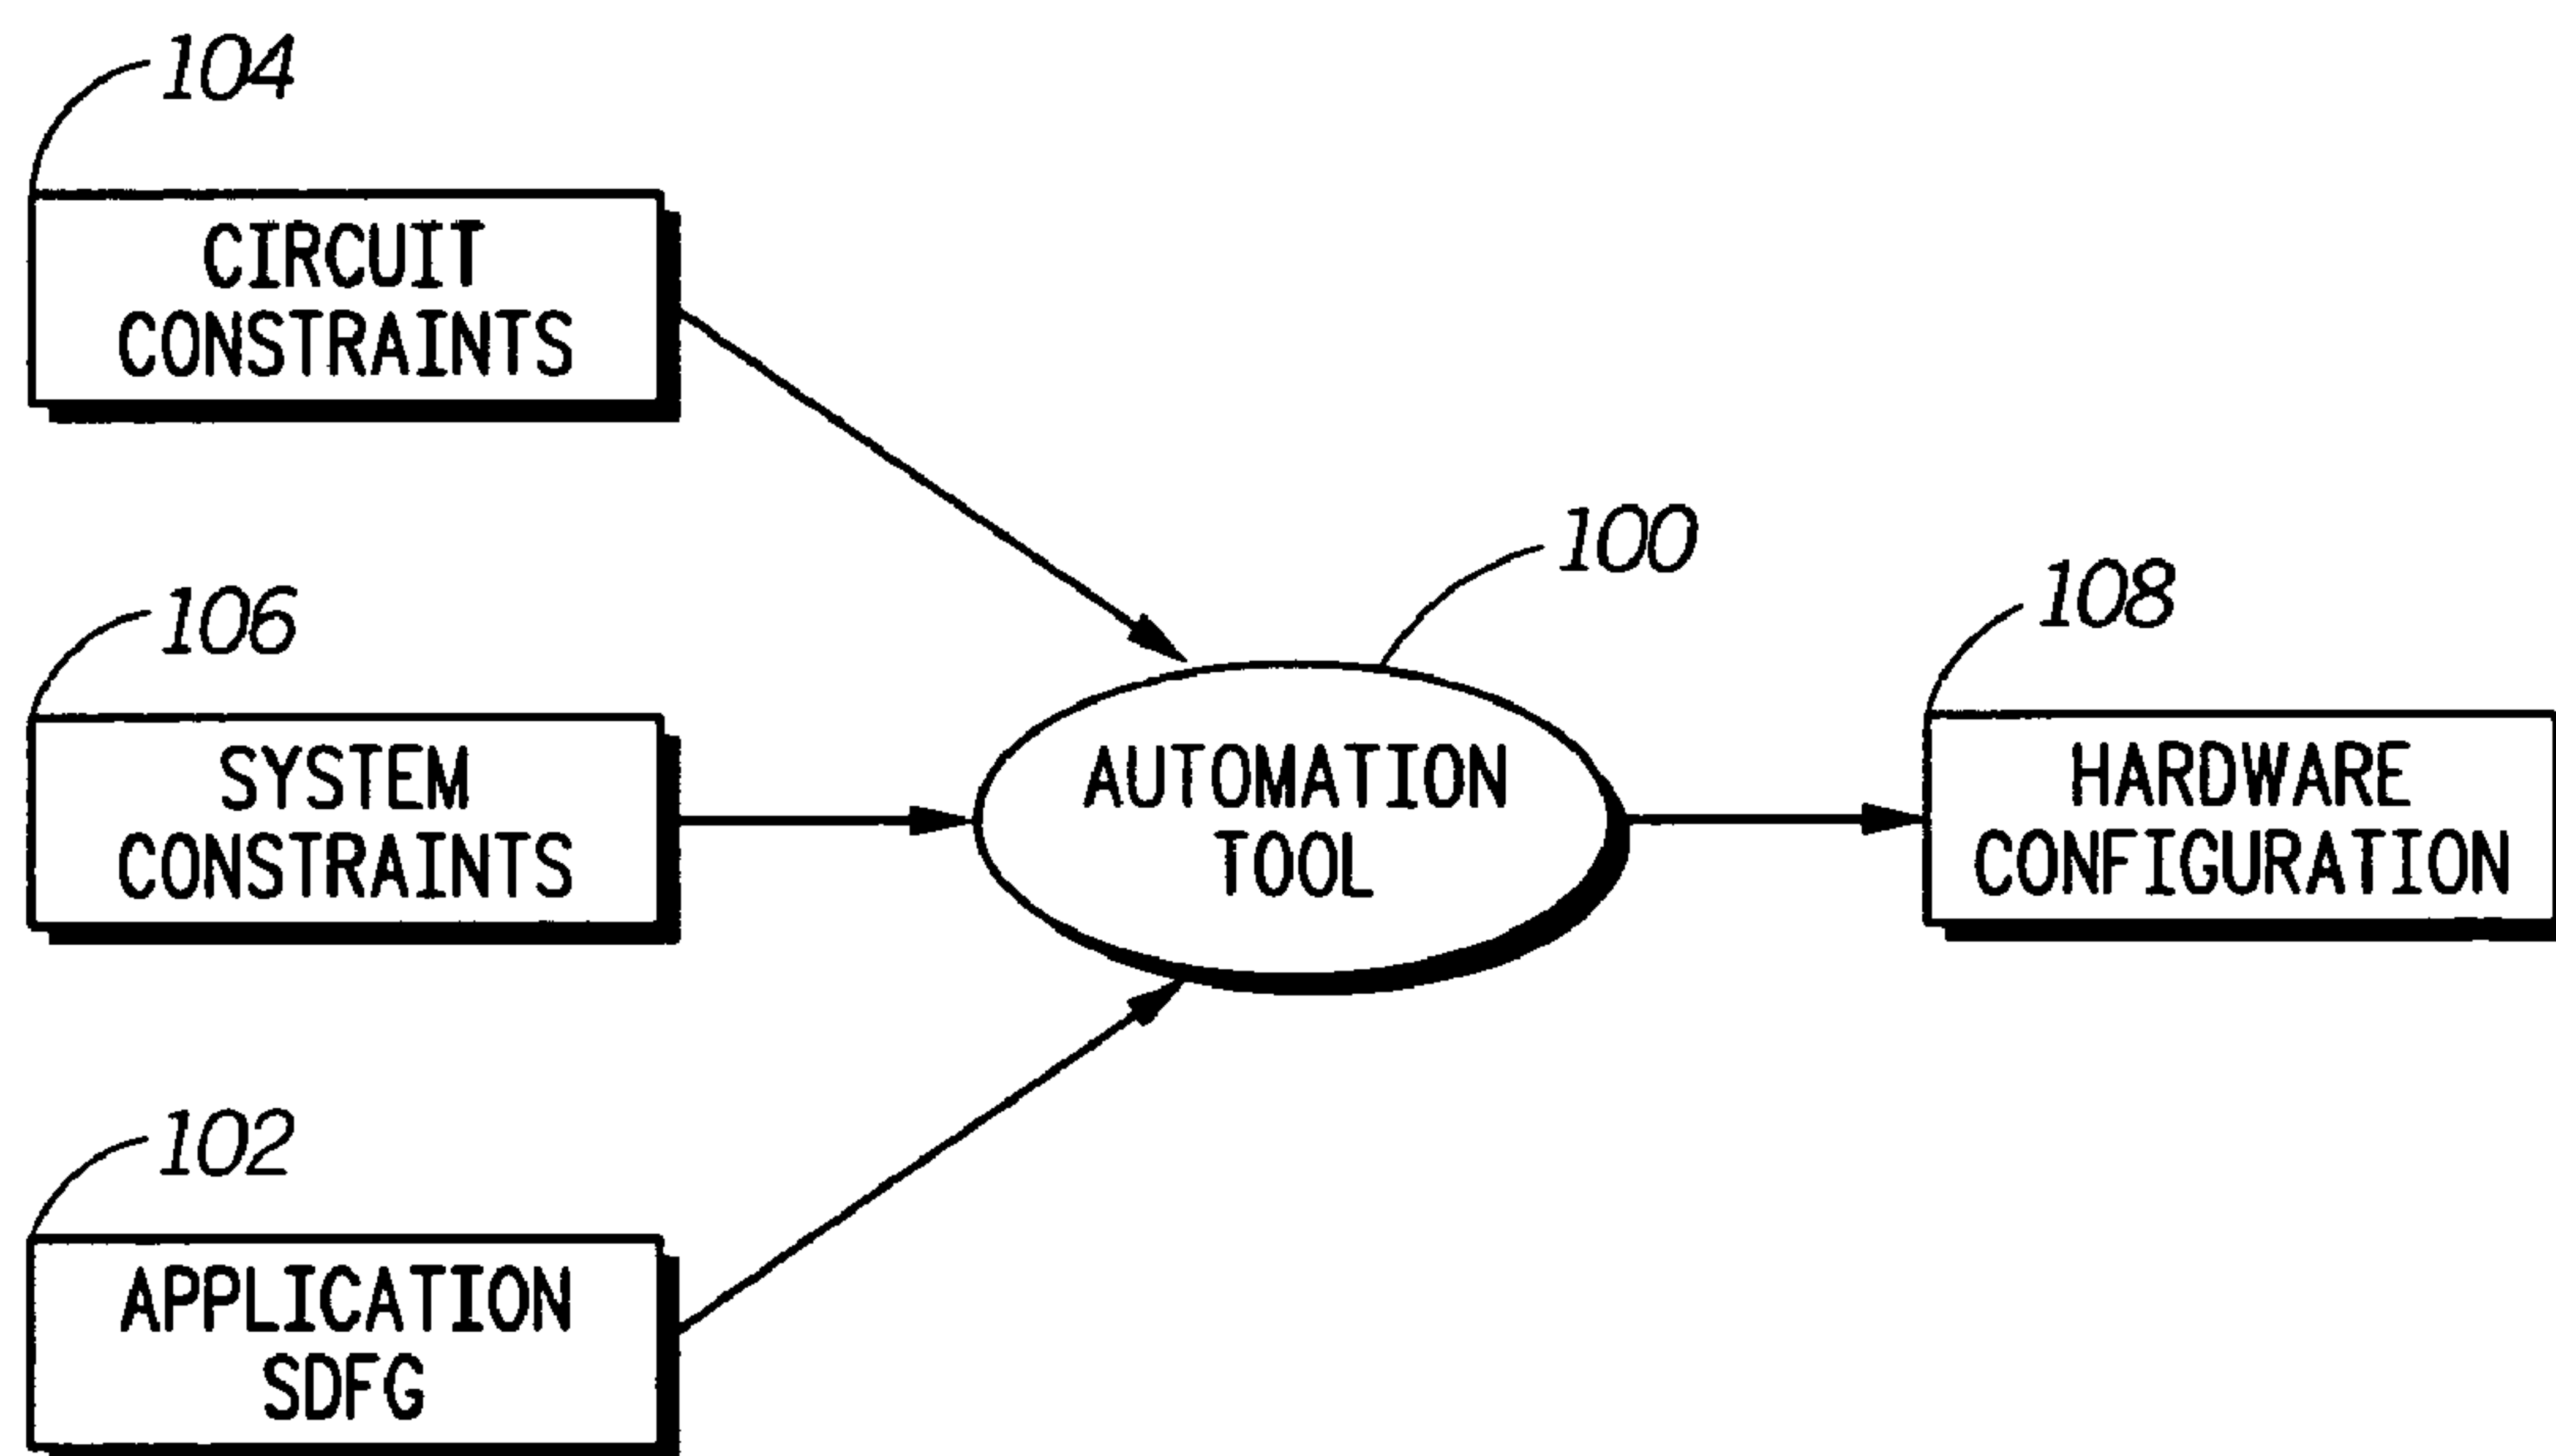 104
CIRCUIT
CONSTRAINTS
106
SYSTEM
CONSTRAINTS
102
APPLICATION
SDFG
100
AUTOMATION
TOOL
108
HARDWARE
CONFIGURATION